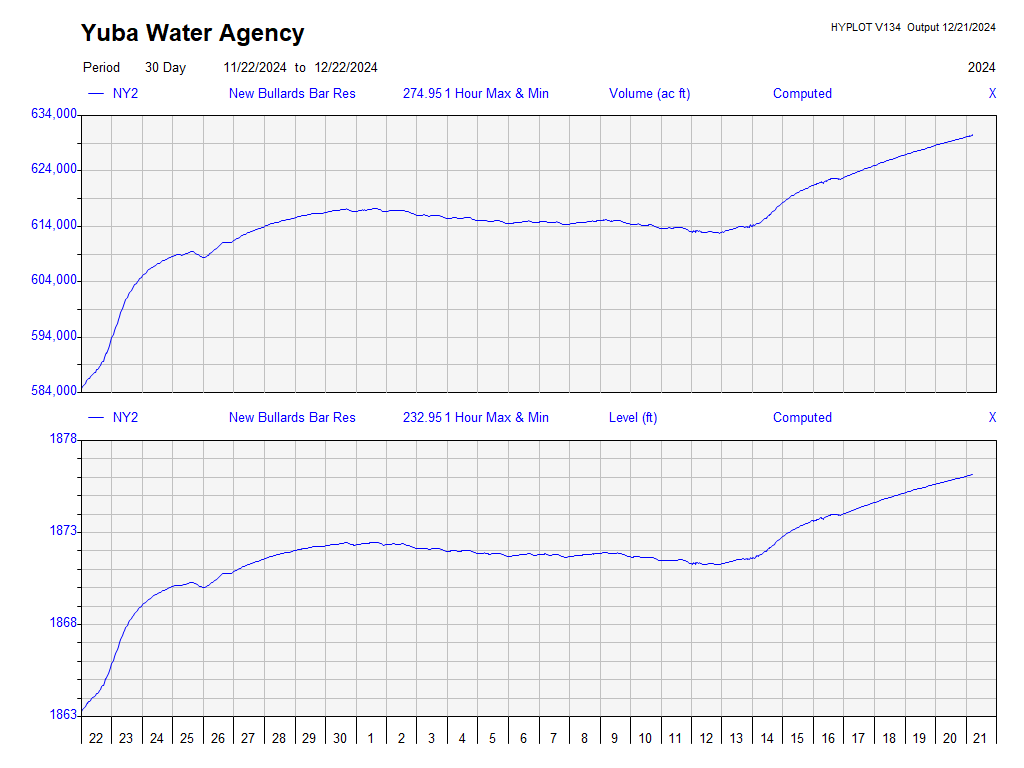 Yuba Water Agency
HYPLOT V134 Output 12/21/2024
Period 30 Day 11/22/2024 to 12/22/2024 2024
NY2 New Bullards Bar Res 274.95 1 Hour Max & Min Volume (ac ft) Computed X
634,000
624,000
614,000
604,000
594,000
584,000
NY2 New Bullards Bar Res 232.95 1 Hour Max & Min Level (ft) Computed X
1878
1873
1868
1863
22 23 24 25 26 27 28 29 30 1 2 3 4 5 6 7 8 9 10 11 12 13 14 15 16 17 18 19 20 21